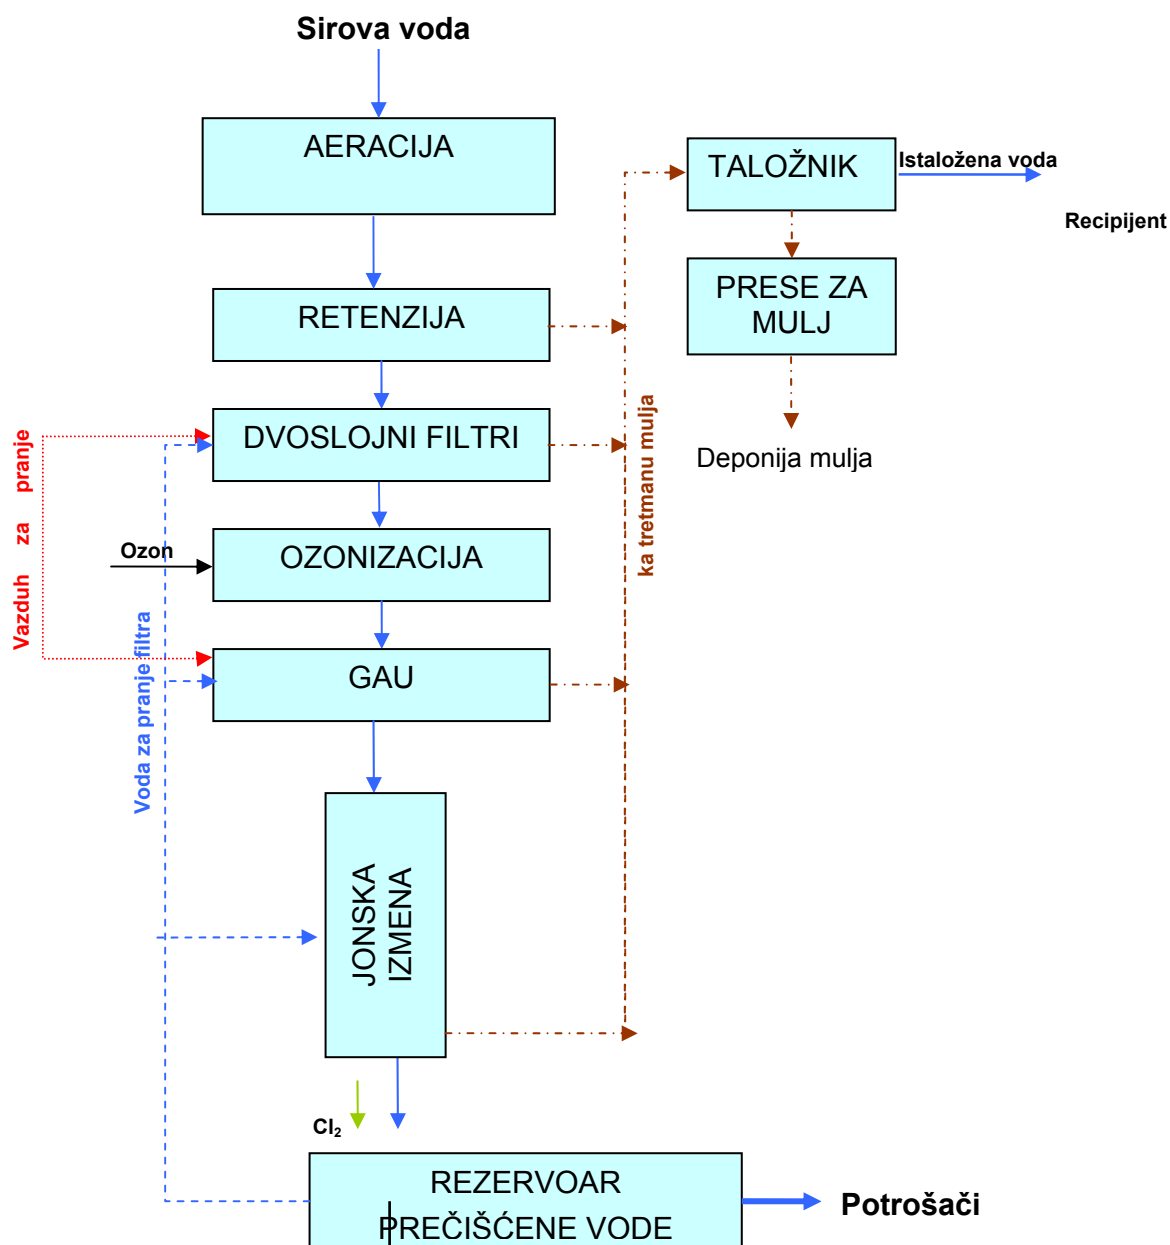 Sirova voda
AERACIJA
TALOŽNIK
Istaložena voda
Recipijent
RETENZIJA
PRESE ZA
MULJ
DVOSLOJNI FILTRI
Deponija mulja
ka tretmanu mulja
Vazduh za pranje
Ozon
OZONIZACIJA
Voda za pranje filtra
GAU
JONSKA
IZMENA
Cl₂
REZERVOAR
PREČIŠĆENE VODE
Potrošači